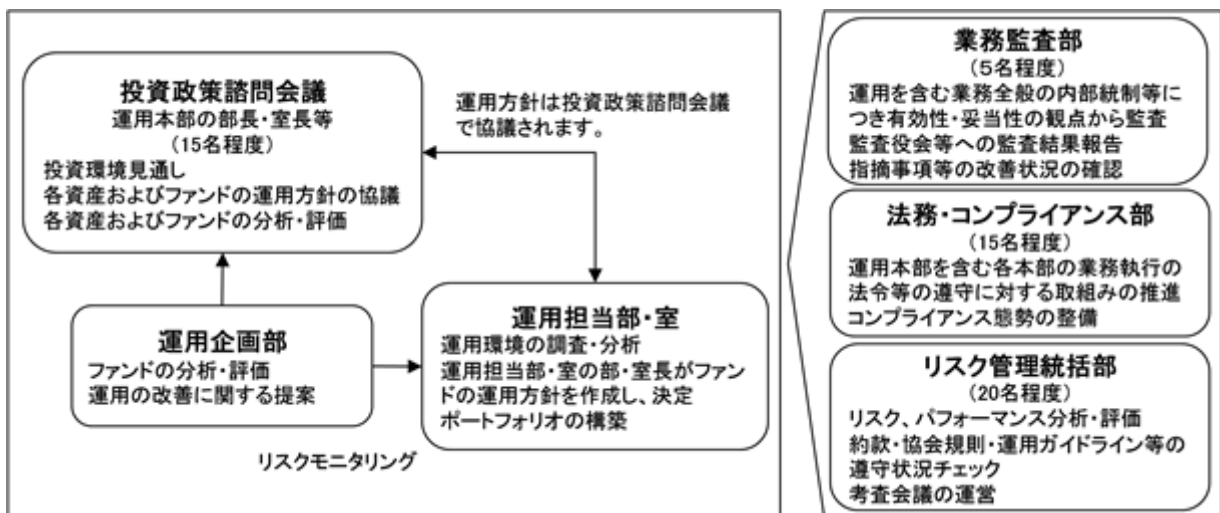 投資政策諮問会議
運用本部の部長・室長等
(15名程度)
投資環境見通し
各資産およびファンドの運用方針の協議
各資産およびファンドの分析・評価
運用方針は投資政策諮問会議
で協議されます。
運用企画部
ファンドの分析・評価
運用の改善に関する提案
運用担当部・室
運用環境の調査・分析
運用担当部・室の部・室長がファン
ドの運用方針を作成し、決定
ポートフォリオの構築
リスクモニタリング
業務監査部
(5名程度)
運用を含む業務全般の内部統制等に
つき有効性・妥当性の観点から監査
監査役会等への監査結果報告
指摘事項等の改善状況の確認
法務・コンプライアンス部
(15名程度)
運用本部を含む各本部の業務執行の
法令等の遵守に対する取組みの推進
コンプライアンス態勢の整備
リスク管理統括部
(20名程度)
リスク、パフォーマンス分析・評価
約款・協会規則・運用ガイドライン等の
遵守状況チェック
考査会議の運営